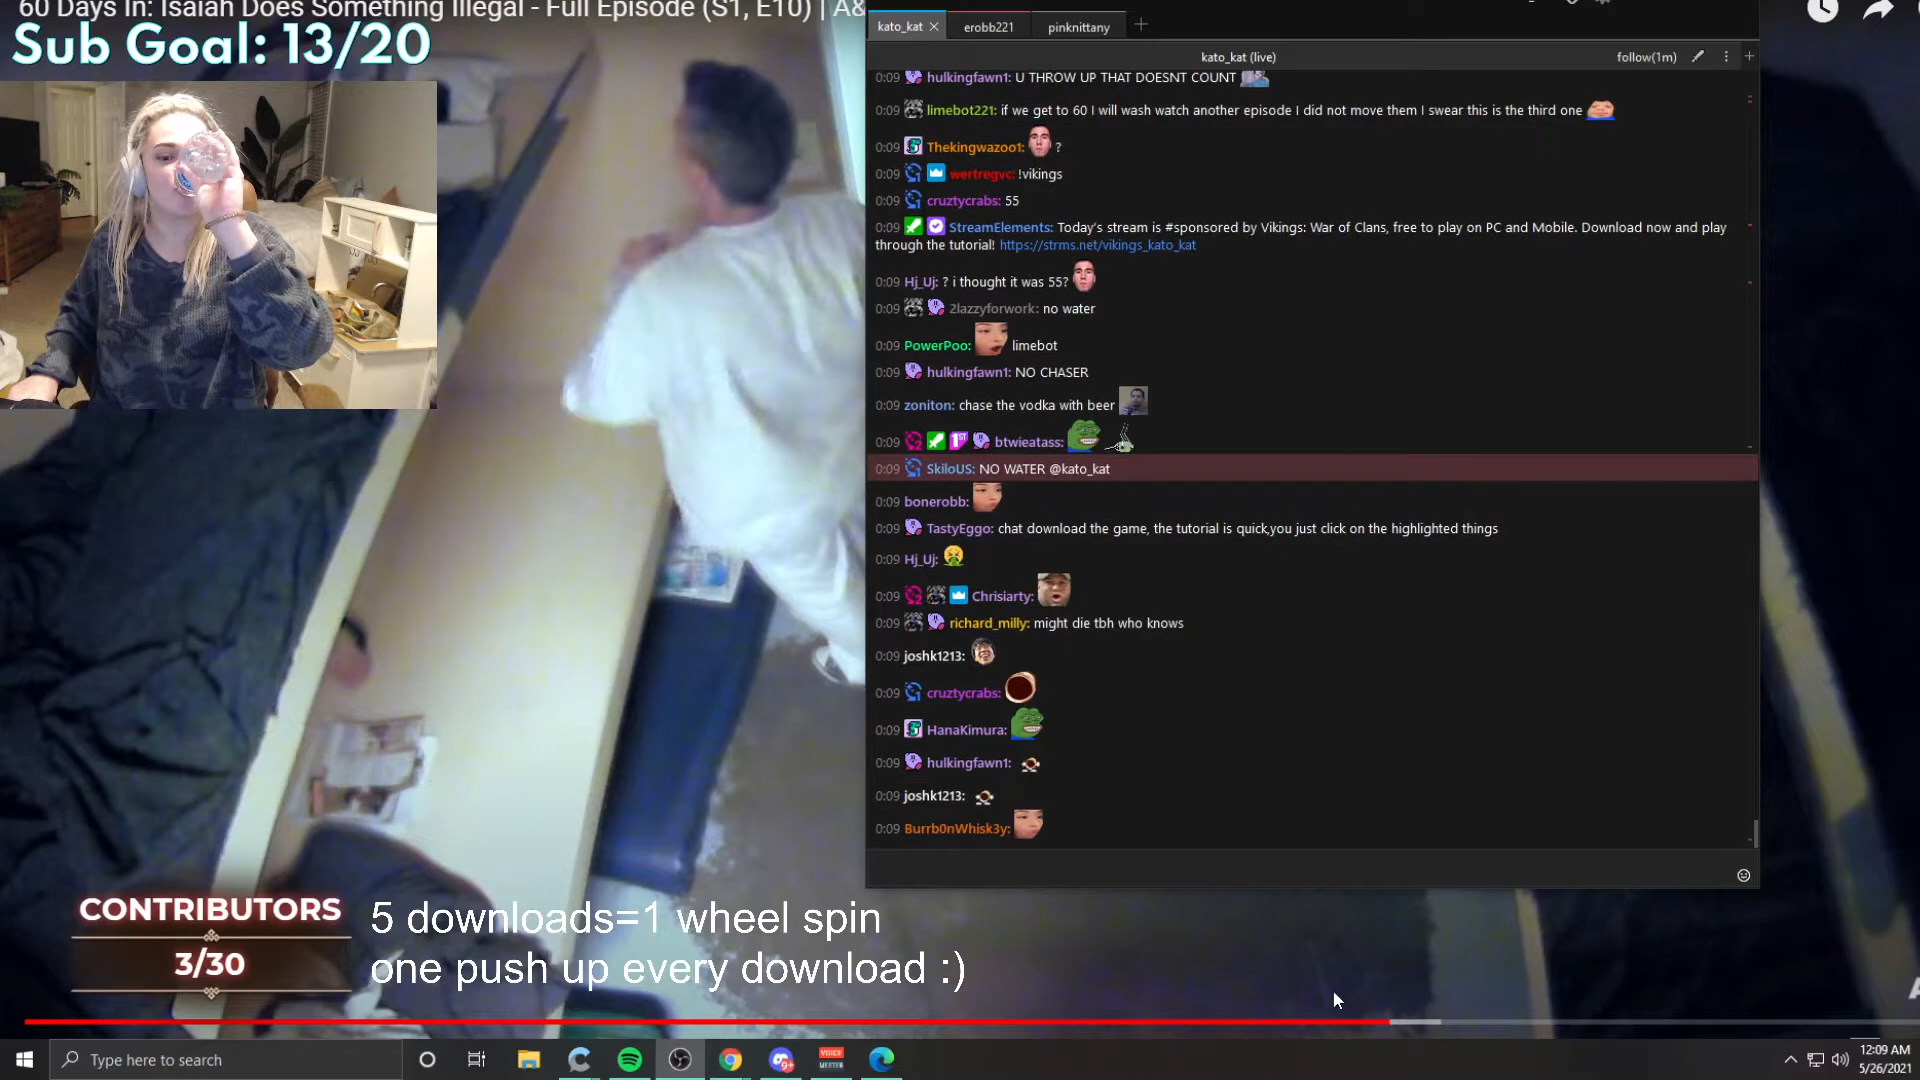 60 Days In: Isaiah Does Something Illegal - Full Episode (S1, E10) | A&
Sub Goal: 13/20
kato_kat
erobb221
pinknittany
kato_kat (live)
follow(1m)
0:09 hulkingfawn1: U THROW UP THAT DOESNT COUNT
0:09 limebot221: if we get to 60 I will wash watch another episode I did not move them I swear this is the third one
0:09 Thekingwazoo1: ?
0:09 wertregvc: !vikings
0:09 cruztycrabs: 55
0:09 StreamElements: Today's stream is #sponsored by Vikings: War of Clans, free to play on PC and Mobile. Download now and play
through the tutorial! https://strms.net/vikings_kato_kat
0:09 Hj_Uj: ? i thought it was 55?
0:09 2lazzyforwork: no water
0:09 PowerPoo: limebot
0:09 hulkingfawn1: NO CHASER
0:09 zoniton: chase the vodka with beer
0:09 1ST btwieatass:
0:09 SkiloUS: NO WATER @kato_kat
0:09 bonerobb:
0:09 TastyEggo: chat download the game, the tutorial is quick,you just click on the highlighted things
0:09 Hj_Uj:
0:09 Chrisiarty:
0:09 richard_milly: might die tbh who knows
0:09 joshk1213:
0:09 cruztycrabs:
0:09 HanaKimura:
0:09 hulkingfawn1:
0:09 joshk1213:
0:09 Burrb0nWhisk3y:
CONTRIBUTORS
3/30
5 downloads=1 wheel spin
one push up every download :)
Type here to search
9+
VOICE
MEETER
12:09 AM
5/26/2021